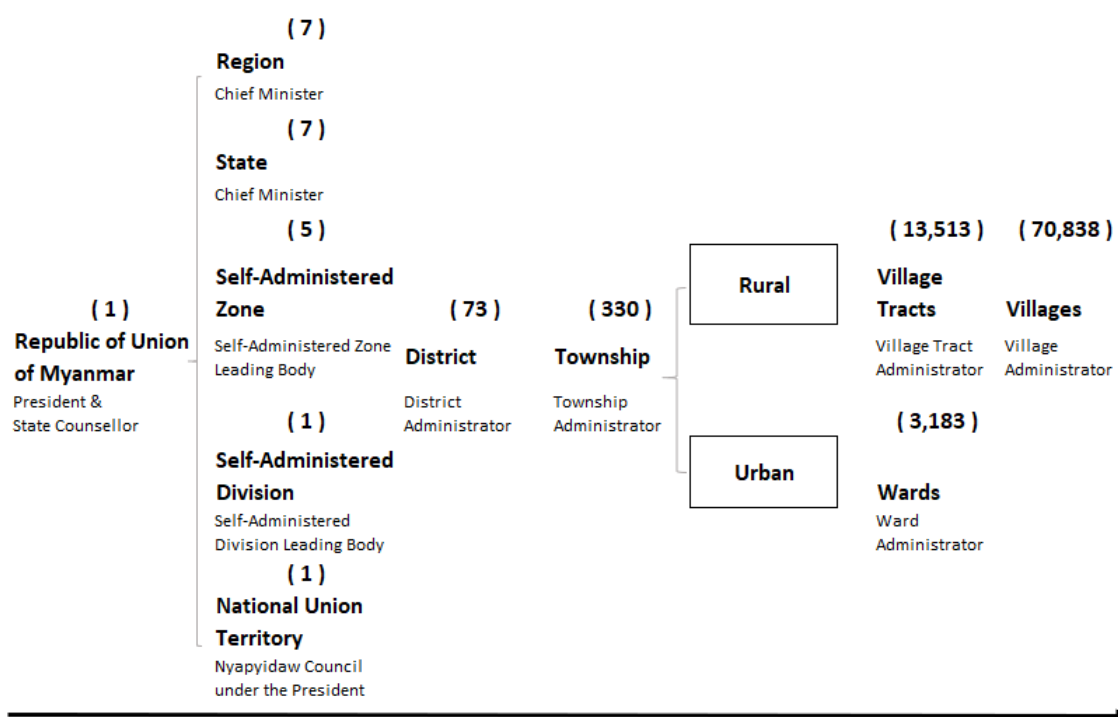 ( 7 )
Region
Chief Minister
( 7 )
State
Chief Minister
( 5 )
Self-Administered
Zone
Self-Administered Zone
Leading Body
( 1 )
Self-Administered
Division
Self-Administered
Division Leading Body
( 1 )
National Union
Territory
Nyapyidaw Council
under the President
( 1 )
Republic of Union
of Myanmar
President &
State Counsellor
( 73 )
District
District
Administrator
( 330 )
Township
Township
Administrator
Rural
Urban
( 13,513 )
Village
Tracts
Village Tract
Administrator
( 70,838 )
Villages
Village
Administrator
( 3,183 )
Wards
Ward
Administrator